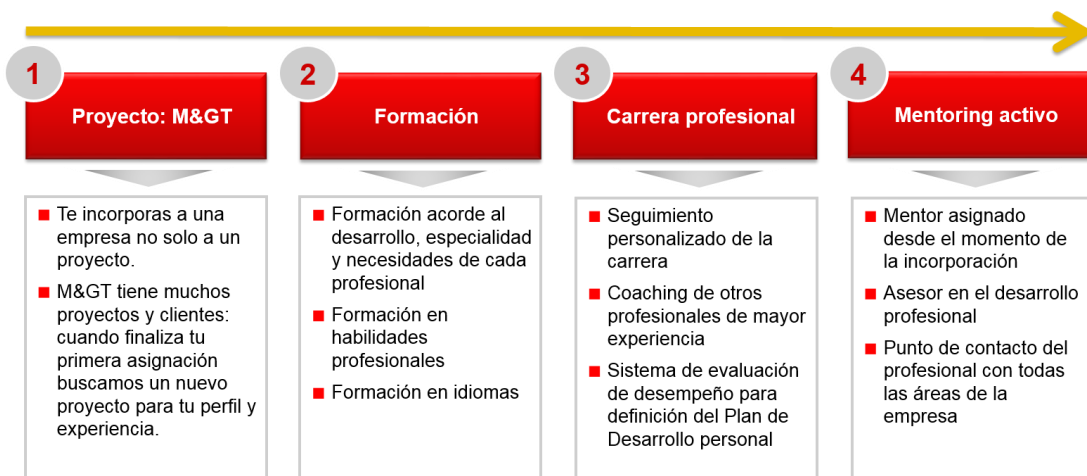 1
Proyecto: M&GT
Te incorporas a una
empresa no solo a un
proyecto.
M&GT tiene muchos
proyectos y clientes:
cuando finaliza tu
primera asignación
buscamos un nuevo
proyecto para tu perfil y
experiencia.
2
Formación
Formación acorde al
desarrollo, especialidad
y necesidades de cada
profesional
Formación en
habilidades
profesionales
Formación en idiomas
3
Carrera profesional
Seguimiento
personalizado de la
carrera
Coaching de otros
profesionales de mayor
experiencia
Sistema de evaluación
de desempeño para
definición del Plan de
Desarrollo personal
4
Mentoring activo
Mentor asignado
desde el momento de
la incorporación
Asesor en el desarrollo
profesional
Punto de contacto del
profesional con todas
las áreas de la
empresa